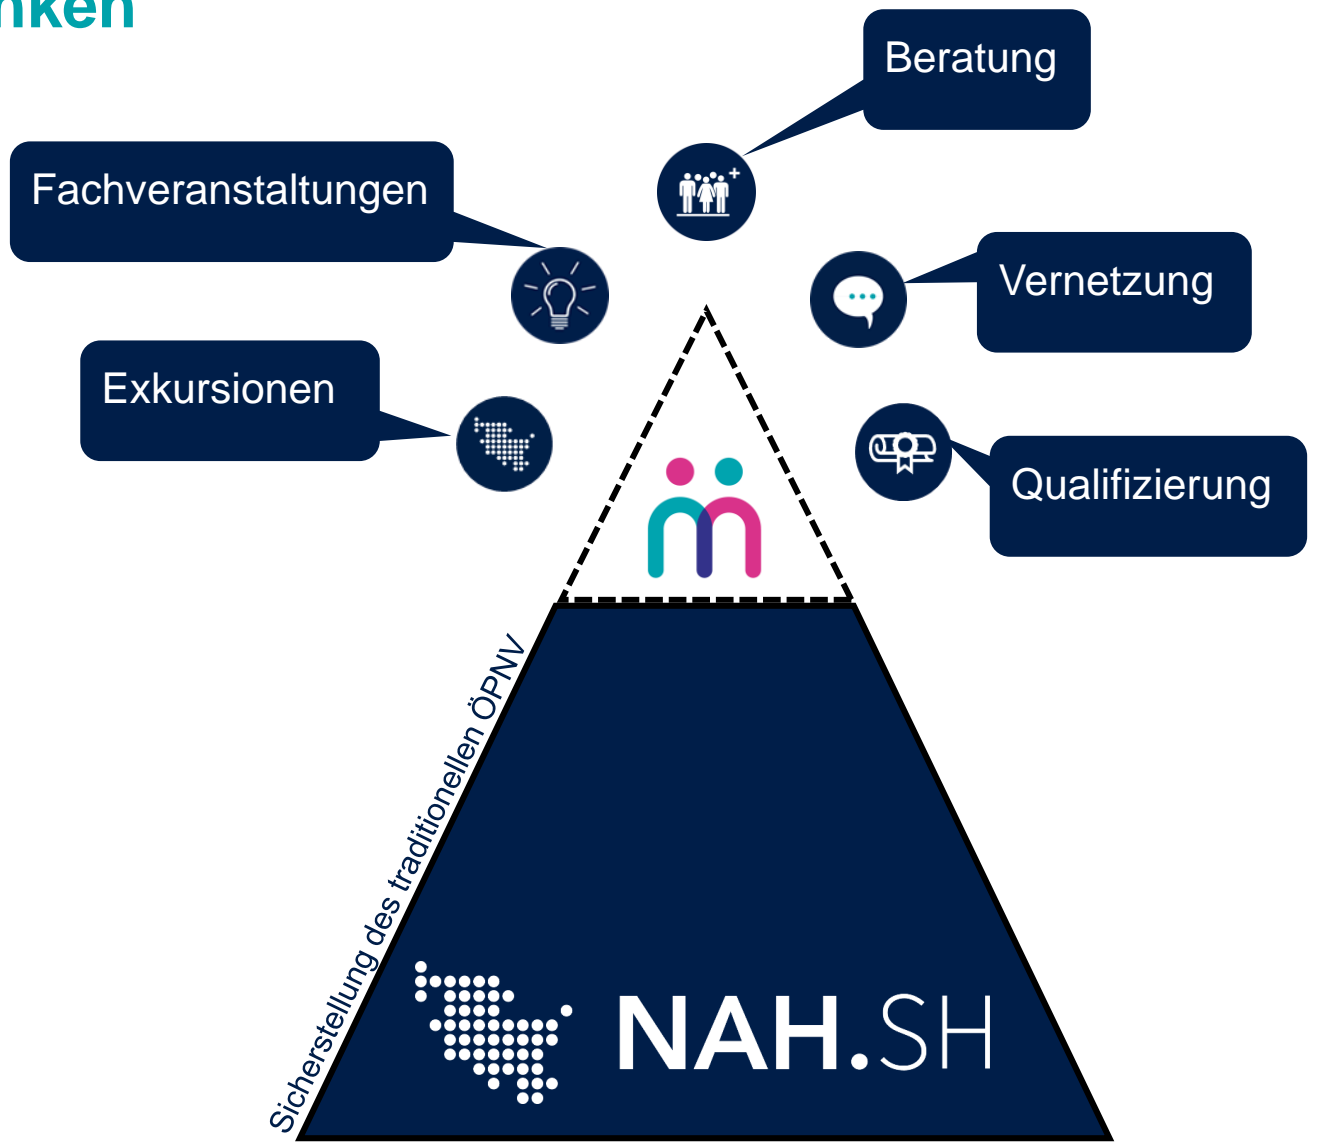 Beratung
Fachveranstaltungen
Vernetzung
Exkursionen
Qualifizierung
Sicherstellung des traditionellen ÖPNV
NAH.SH